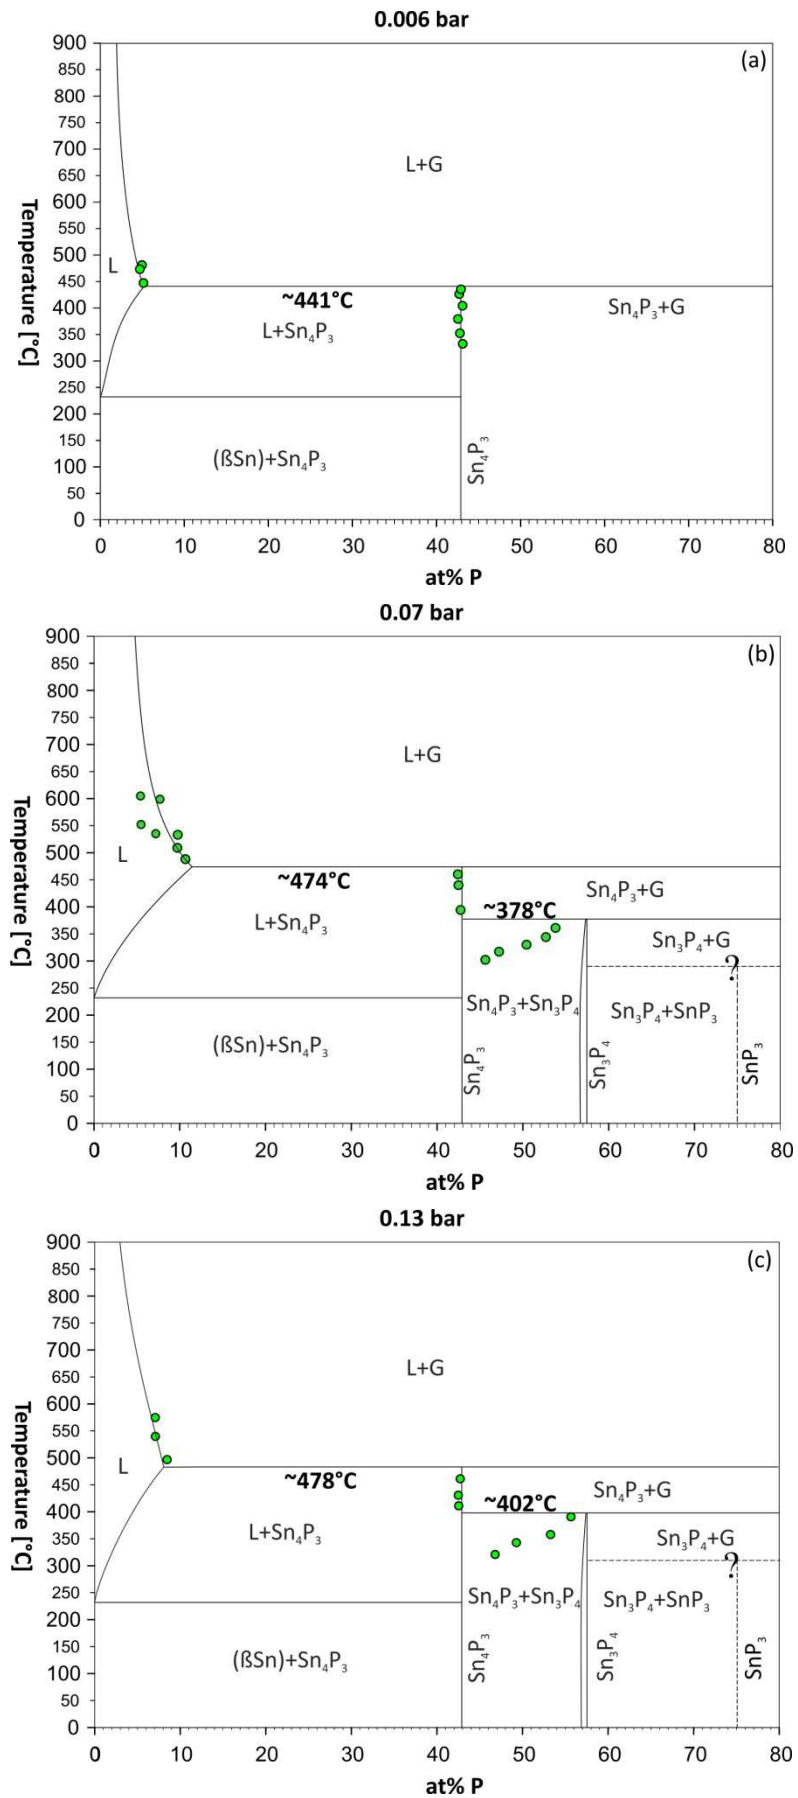 0.006 bar
(a)
900
850
800
750
700
650
600
550
500
450
400
350
300
250
200
150
100
50
0
Temperature [°C]
L+G
L
~441°C
L+Sn₄P₃
Sn₄P₃+G
(ßSn)+Sn₄P₃
Sn₄P₃
0 10 20 30 40 50 60 70 80
at% P
0.07 bar
(b)
900
850
800
750
700
650
600
550
500
450
400
350
300
250
200
150
100
50
0
Temperature [°C]
L+G
L
~474°C
Sn₄P₃+G
~378°C
L+Sn₄P₃
Sn₃P₄+G
?
Sn₄P₃+Sn₃P₄
Sn₃P₄+SnP₃
(ßSn)+Sn₄P₃
Sn₄P₃
Sn₃P₄
SnP₃
0 10 20 30 40 50 60 70 80
at% P
0.13 bar
(c)
900
850
800
750
700
650
600
550
500
450
400
350
300
250
200
150
100
50
0
Temperature [°C]
L+G
L
~478°C
Sn₄P₃+G
~402°C
L+Sn₄P₃
Sn₃P₄+G
?
Sn₄P₃+Sn₃P₄
Sn₃P₄+SnP₃
(ßSn)+Sn₄P₃
Sn₄P₃
Sn₃P₄
SnP₃
0 10 20 30 40 50 60 70 80
at% P